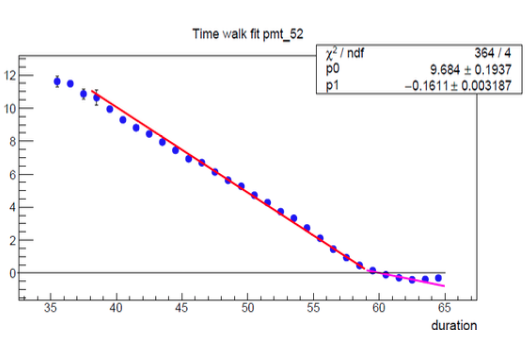 Time walk fit pmt_52
χ² / ndf 364 / 4
p0 9.684 ± 0.1937
p1 −0.1611± 0.003187
12
10
8
6
4
2
0
35 40 45 50 55 60 65
duration